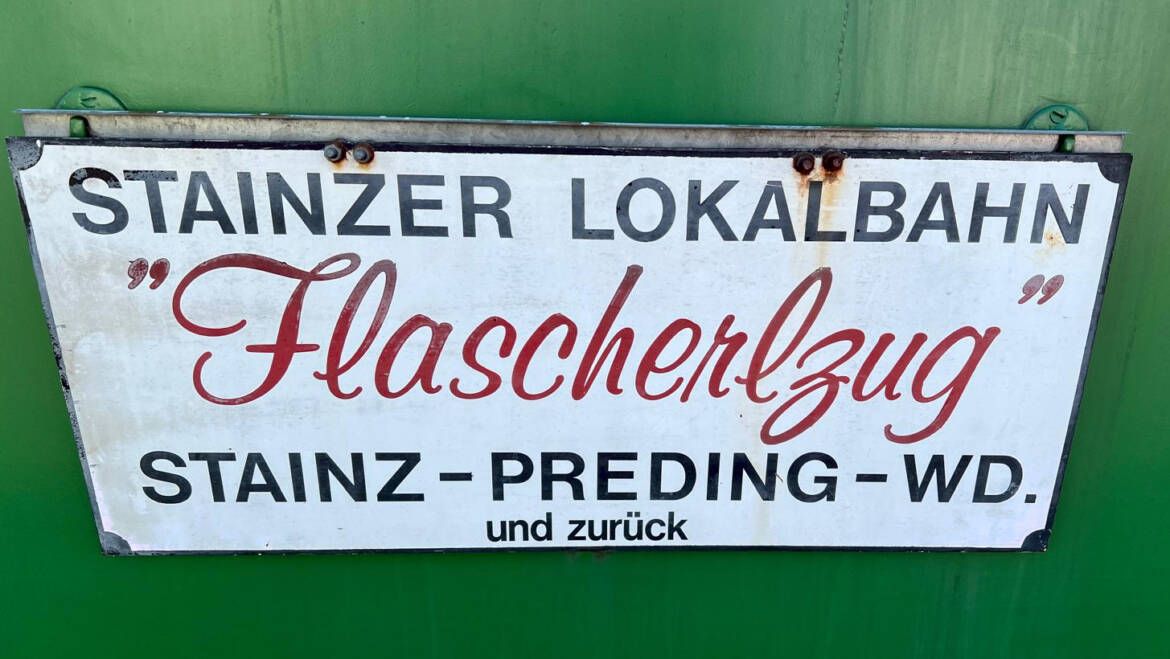 STAINZER LOKALBAHN
"Flascherlzug"
STAINZ - PREDING - WD.
und zurück